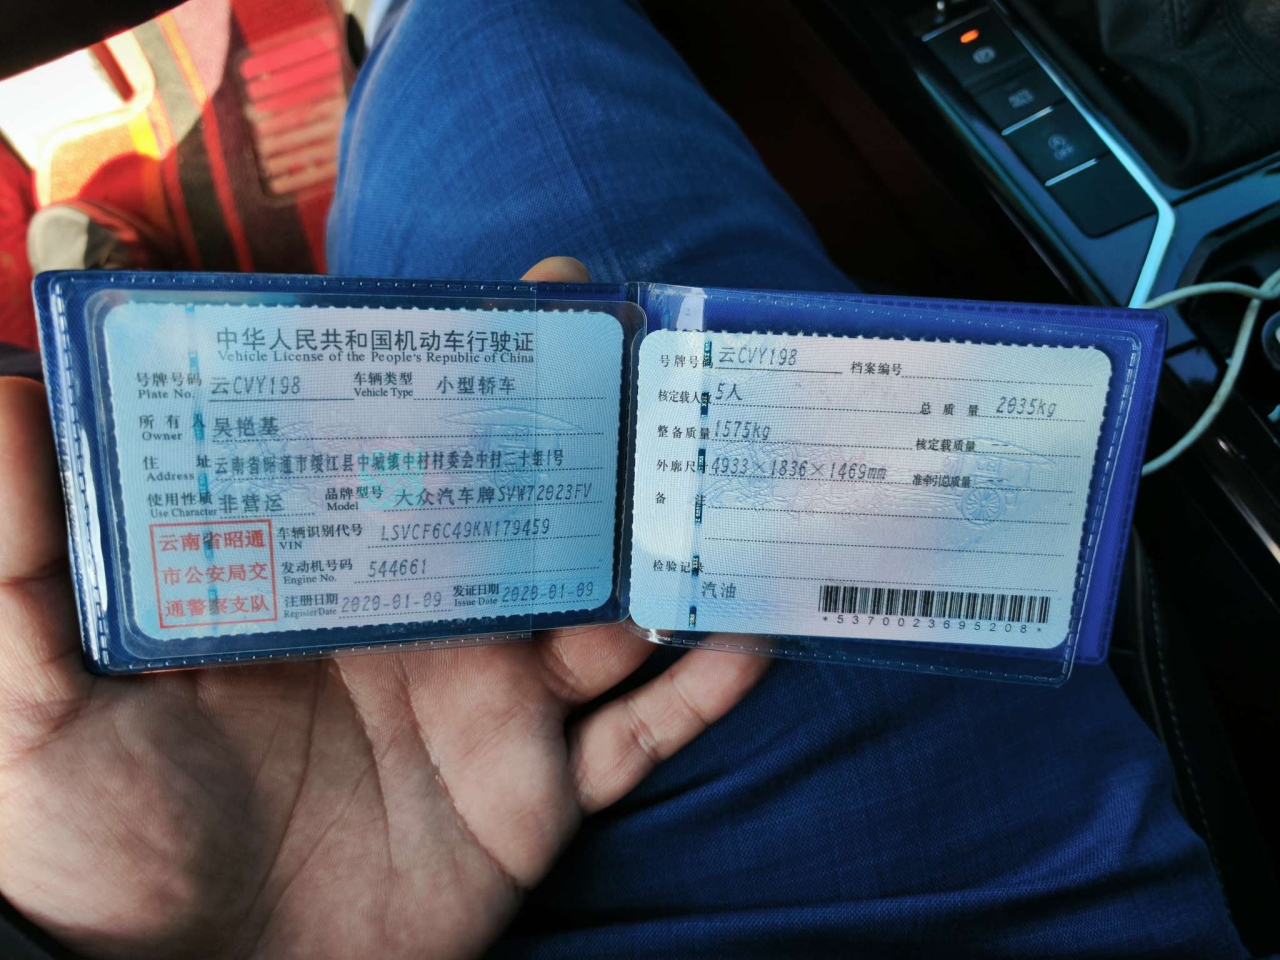 中华人民共和国机动车行驶证
Vehicle License of the People's Republic of China
号牌号码 云CVY198 车辆类型 小型轿车
Plate No. Vehicle Type
所有人 吴艳基
Owner
住址 云南省昭通市绥江县中城镇中村村委会中村三十组1号
Address
使用性质 非营运 品牌型号 大众汽车牌SVW72023FV
Use Character Model
云南省昭通
市公安局交
通警察支队
车辆识别代号 LSVCF6C49KN179459
VIN
发动机号码 544661
Engine No.
注册日期 2020-01-09 发证日期 2020-01-09
Register Date Issue Date
号牌号码 云CVY198 档案编号
核定载人数 5人 总质量 2035kg
整备质量 1575kg 核定载质量 --
外廓尺寸 4933×1836×1469mm 准牵引总质量 --
备注
检验记录
汽油
*5370023695208*
OFF